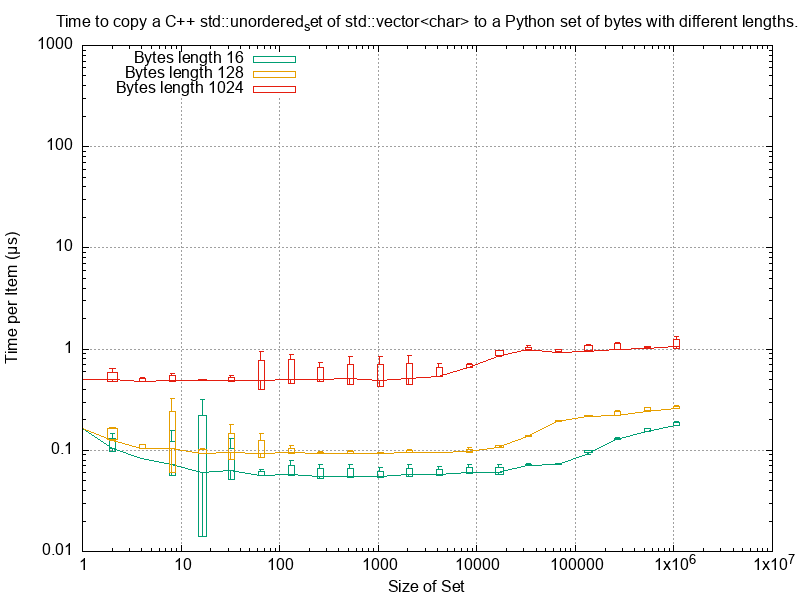 Time to copy a C++ std::unordered_set of std::vector<char> to a Python set of bytes with different lengths.
Bytes length 16
Bytes length 128
Bytes length 1024
Time per Item (µs)
1000
100
10
1
0.1
0.01
1 10 100 1000 10000 100000 1x10^6 1x10^7
Size of Set